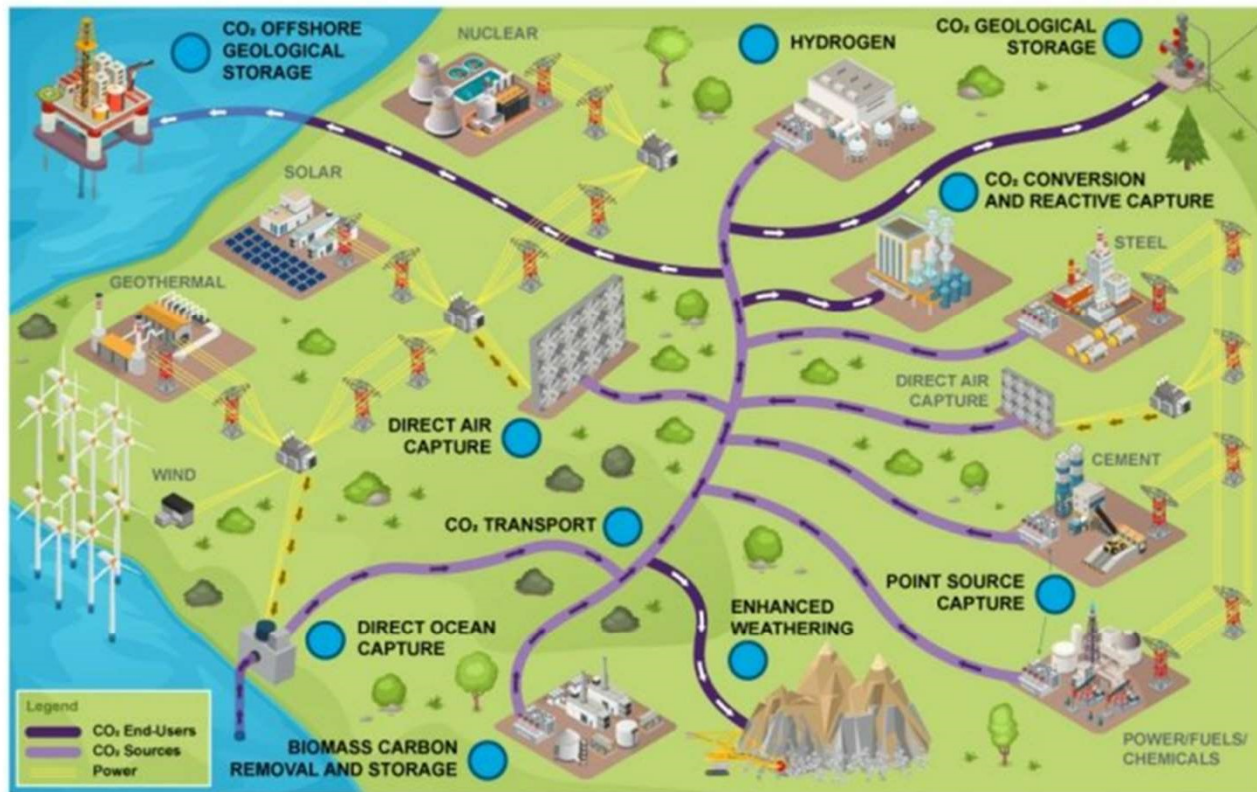 CO₂ OFFSHORE
GEOLOGICAL
STORAGE
NUCLEAR
HYDROGEN
CO₂ GEOLOGICAL
STORAGE
SOLAR
CO₂ CONVERSION
AND REACTIVE CAPTURE
STEEL
GEOTHERMAL
DIRECT AIR
CAPTURE
DIRECT AIR
CAPTURE
WIND
CEMENT
CO₂ TRANSPORT
POINT SOURCE
CAPTURE
DIRECT OCEAN
CAPTURE
ENHANCED
WEATHERING
Legend
CO₂ End-Users
CO₂ Sources
Power
BIOMASS CARBON
REMOVAL AND STORAGE
POWER/FUELS/
CHEMICALS